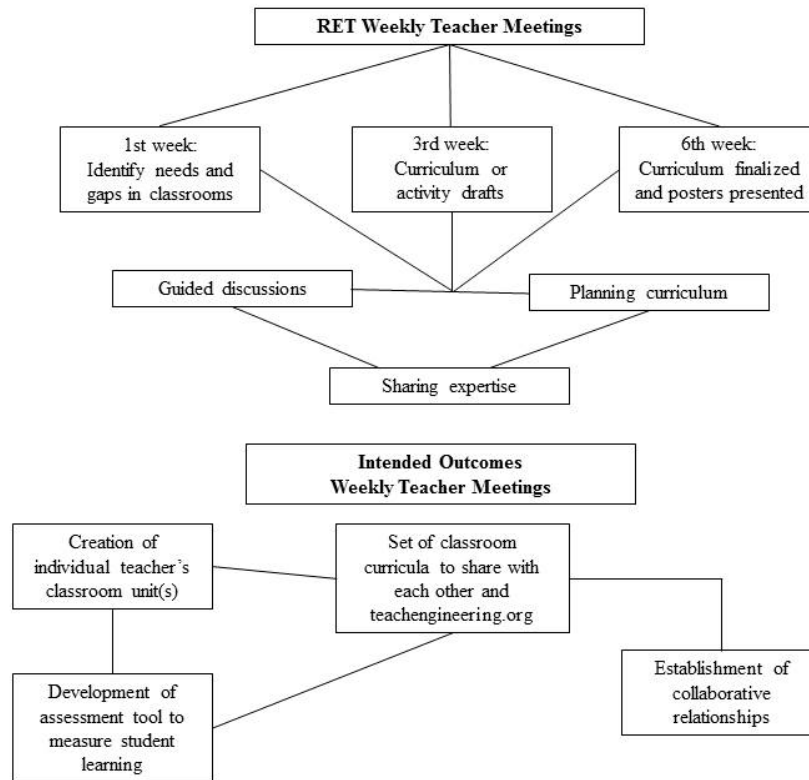 RET Weekly Teacher Meetings
1st week:
Identify needs and
gaps in classrooms
3rd week:
Curriculum or
activity drafts
6th week:
Curriculum finalized
and posters presented
Guided discussions
Planning curriculum
Sharing expertise
Intended Outcomes
Weekly Teacher Meetings
Creation of
individual teacher's
classroom unit(s)
Set of classroom
curricula to share with
each other and
teachengineering.org
Development of
assessment tool to
measure student
learning
Establishment of
collaborative
relationships